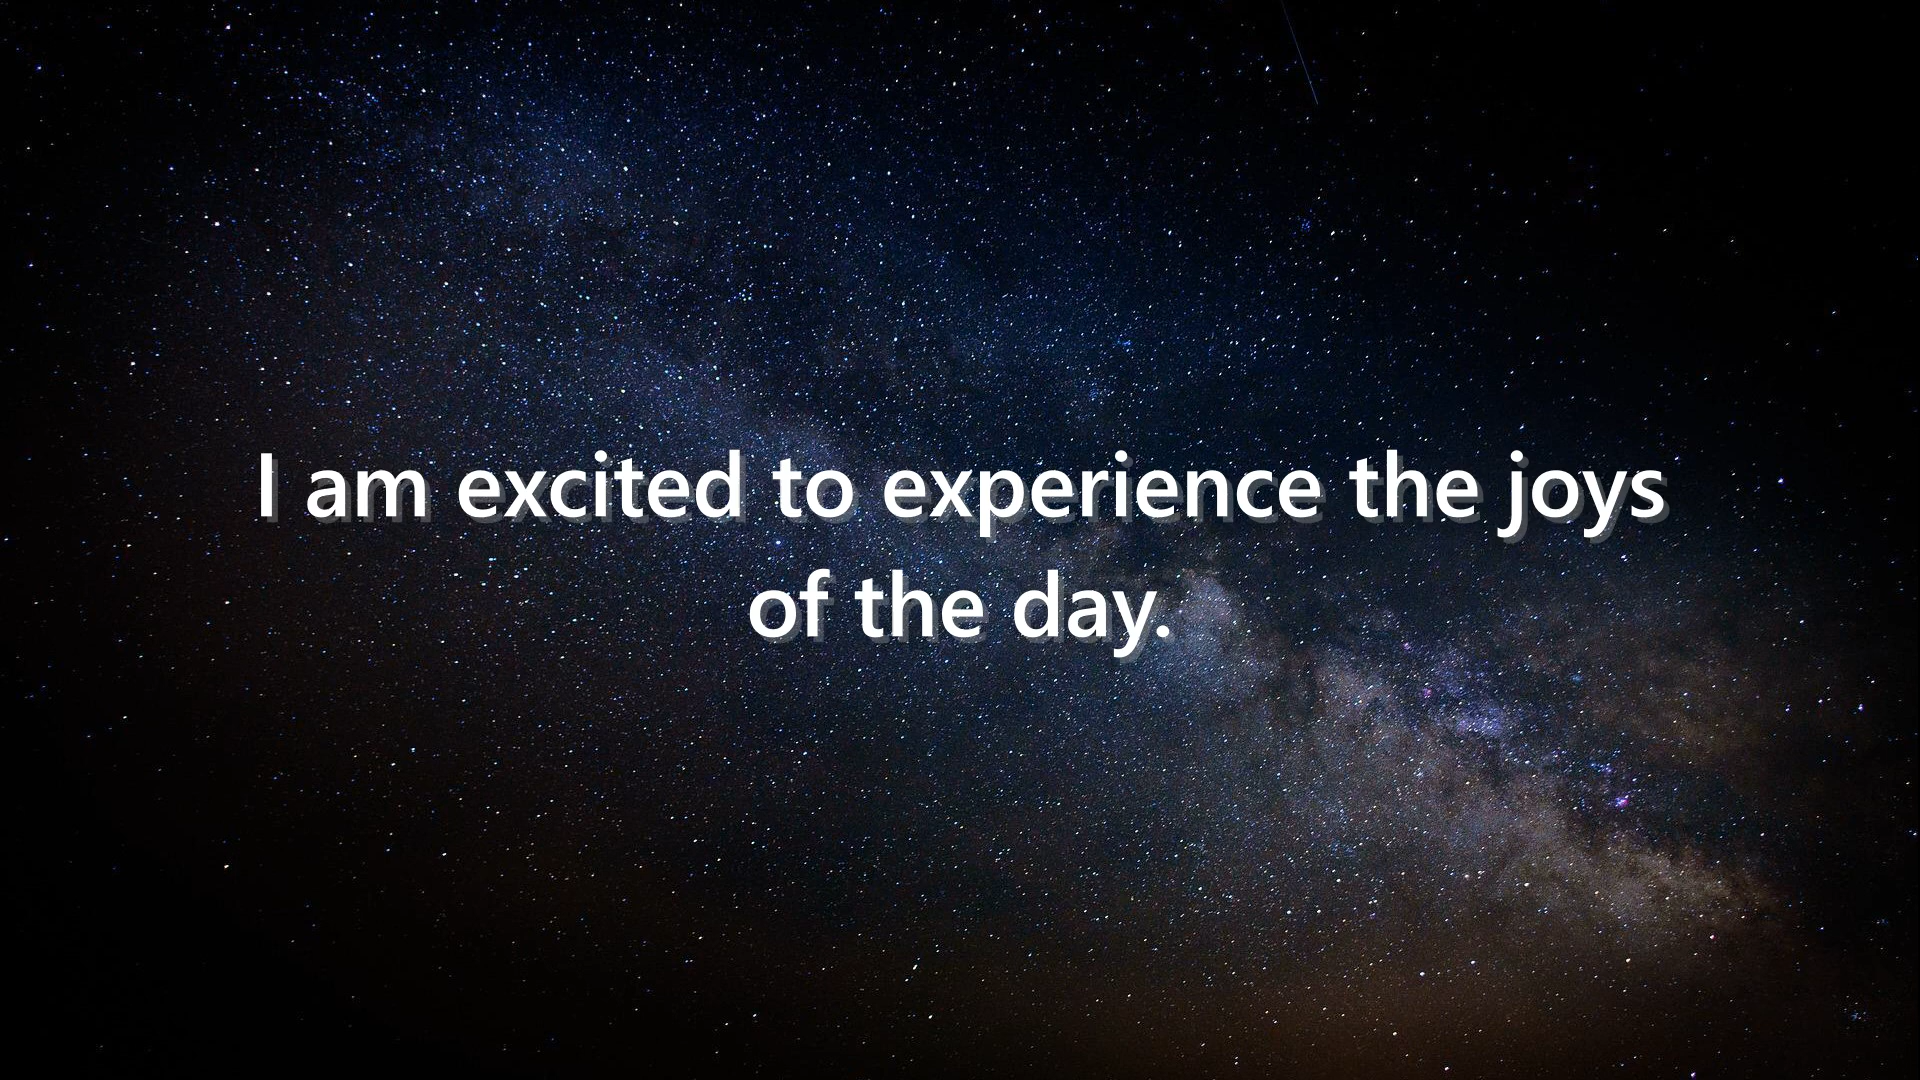 I am excited to experience the joys
of the day.